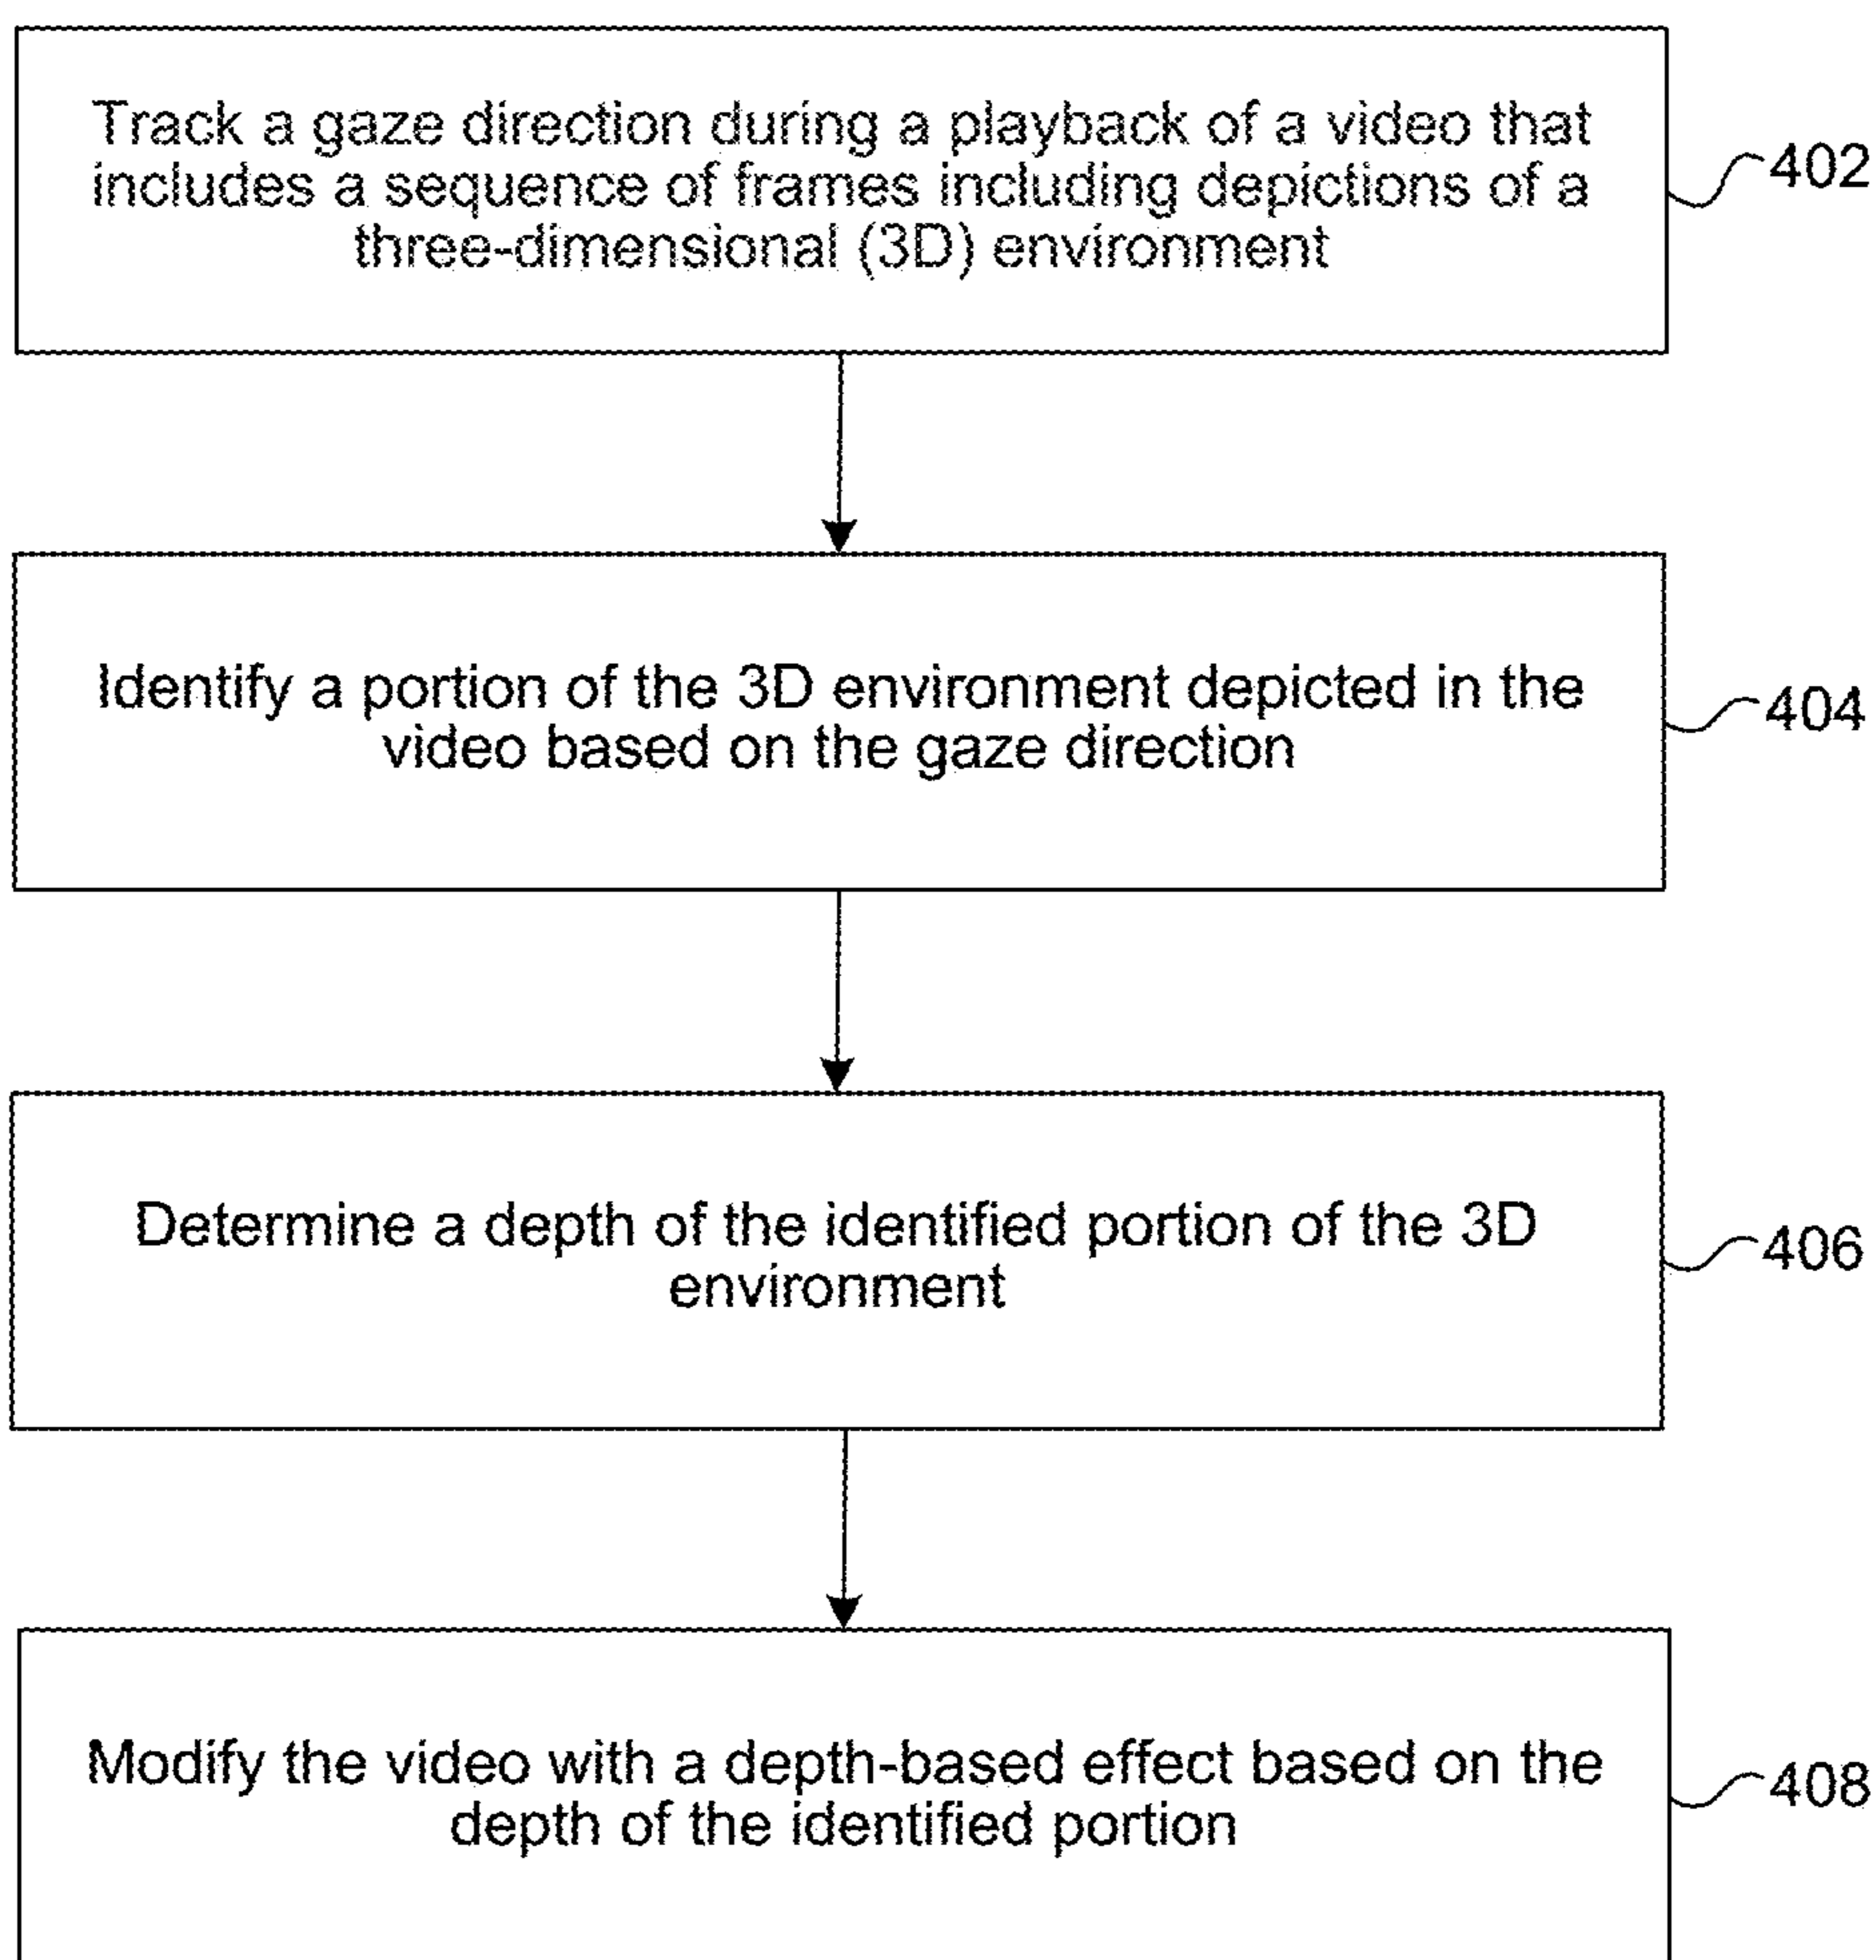 Track a gaze direction during a playback of a video that
includes a sequence of frames including depictions of a
three-dimensional (3D) environment
402
Identify a portion of the 3D environment depicted in the
video based on the gaze direction
404
Determine a depth of the identified portion of the 3D
environment
406
Modify the video with a depth-based effect based on the
depth of the identified portion
408